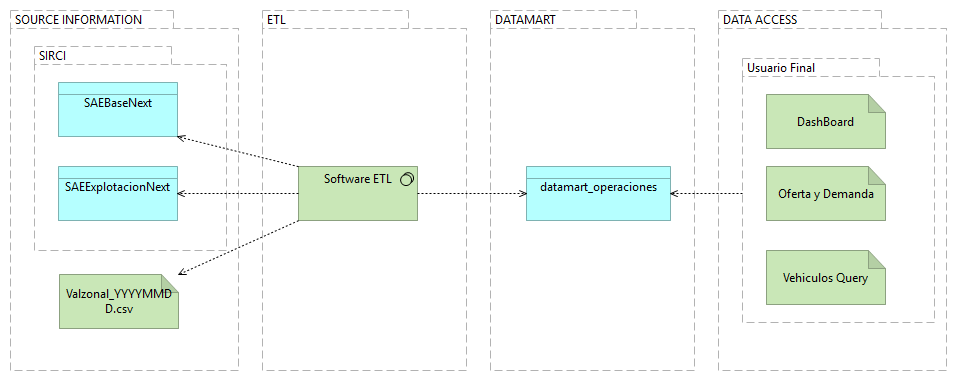 SOURCE INFORMATION
SIRCI
SAEBaseNext
SAEExplotacionNext
Valzonal_YYYYMMD
D.csv
ETL
Software ETL
DATAMART
datamart_operaciones
DATA ACCESS
Usuario Final
DashBoard
Oferta y Demanda
Vehiculos Query